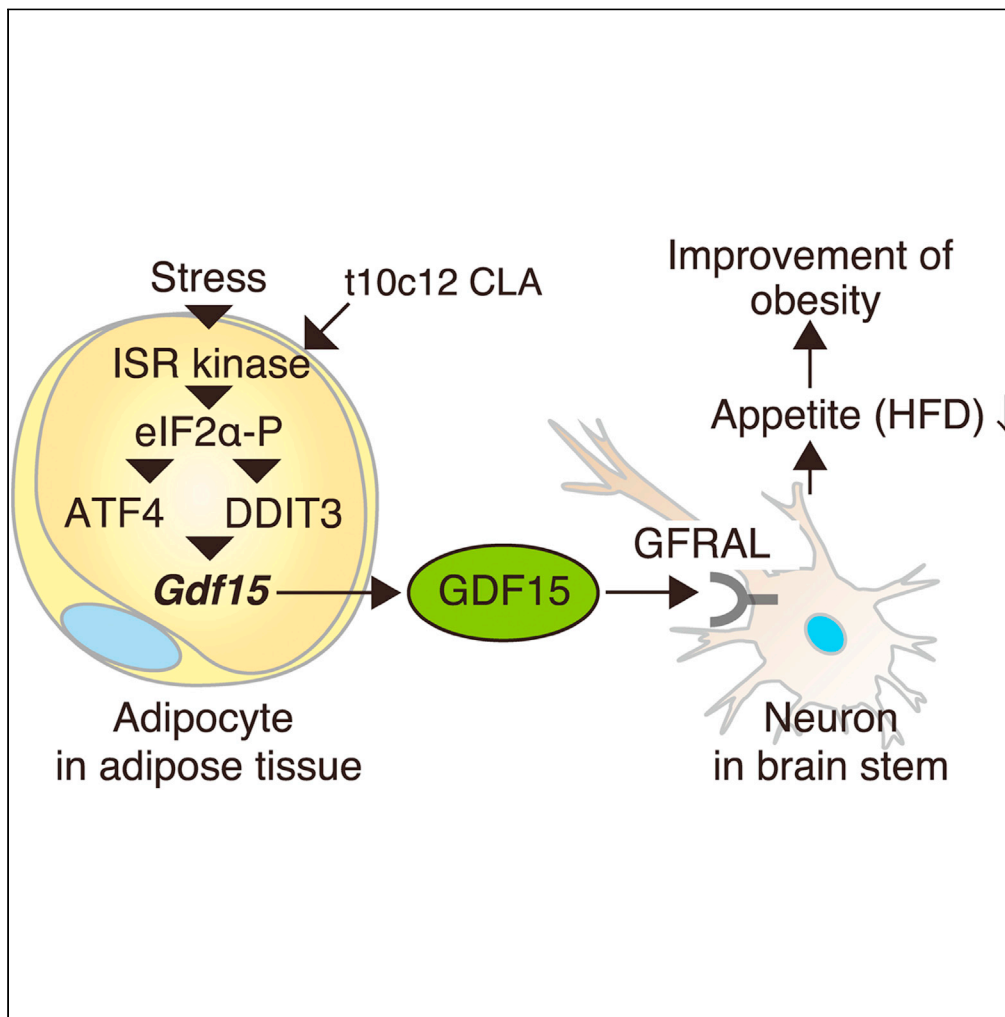 Stress
t10c12 CLA
ISR kinase
eIF2α-P
ATF4
DDIT3
Gdf15
Adipocyte
in adipose tissue
GDF15
GFRAL
Improvement of
obesity
Appetite (HFD) ↓
Neuron
in brain stem